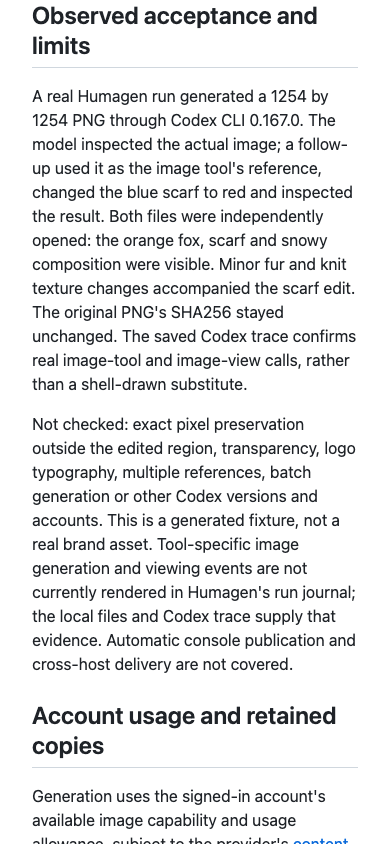 Observed acceptance and
limits
A real Humagen run generated a 1254 by
1254 PNG through Codex CLI 0.167.0. The
model inspected the actual image; a follow-
up used it as the image tool's reference,
changed the blue scarf to red and inspected
the result. Both files were independently
opened: the orange fox, scarf and snowy
composition were visible. Minor fur and knit
texture changes accompanied the scarf edit.
The original PNG's SHA256 stayed
unchanged. The saved Codex trace confirms
real image-tool and image-view calls, rather
than a shell-drawn substitute.
Not checked: exact pixel preservation
outside the edited region, transparency, logo
typography, multiple references, batch
generation or other Codex versions and
accounts. This is a generated fixture, not a
real brand asset. Tool-specific image
generation and viewing events are not
currently rendered in Humagen's run journal;
the local files and Codex trace supply that
evidence. Automatic console publication and
cross-host delivery are not covered.
Account usage and retained
copies
Generation uses the signed-in account's
available image capability and usage
allowance, subject to the provider's content